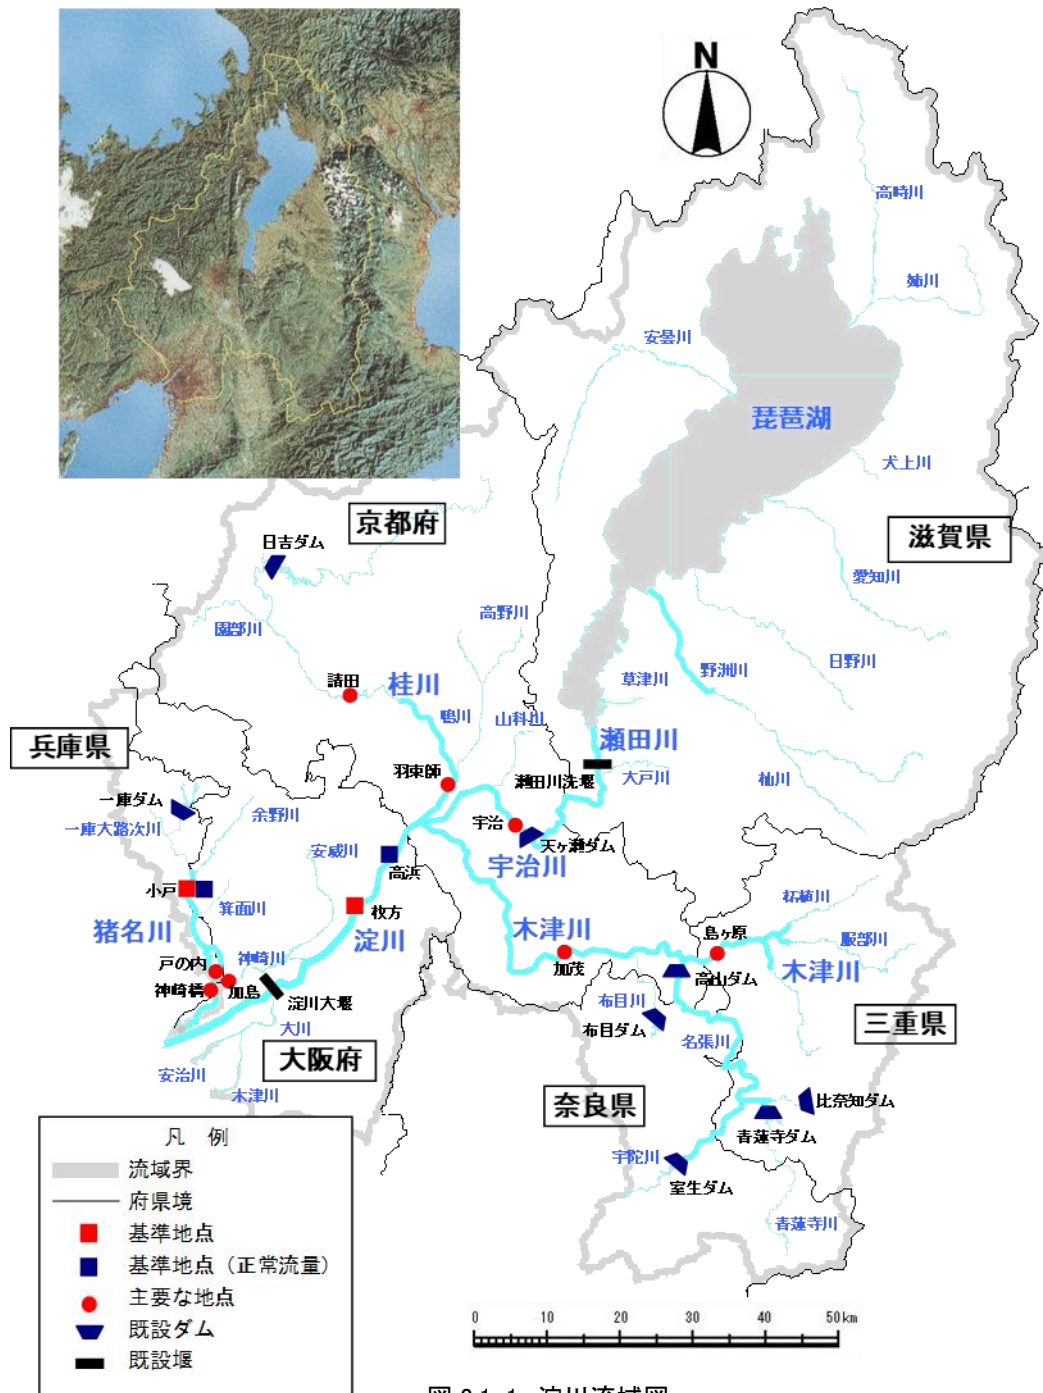 N
高時川
姉川
安曇川
琵琶湖
犬上川
京都府
滋賀県
日吉ダム
愛知川
高野川
園部川
日野川
野洲川
草津川
請田
桂川
鴨川
山科川
瀬田川
兵庫県
羽束師
瀬田川洗堰
大戸川
杣川
一庫ダム
一庫大路次川
余野川
宇治
天ヶ瀬ダム
安威川
高浜
宇治川
小戸
箕面川
枚方
柘植川
猪名川
淀川
木津川
島ヶ原
服部川
戸の内
神崎川
加茂
木津川
神崎橋
加島
淀川大堰
高山ダム
布目川
大川
布目ダム
名張川
三重県
大阪府
安治川
木津川
奈良県
比奈知ダム
青蓮寺ダム
宇陀川
室生ダム
青蓮寺川
凡 例
流域界
府県境
基準地点
基準地点（正常流量）
主要な地点
既設ダム
既設堰
0 10 20 30 40 50km